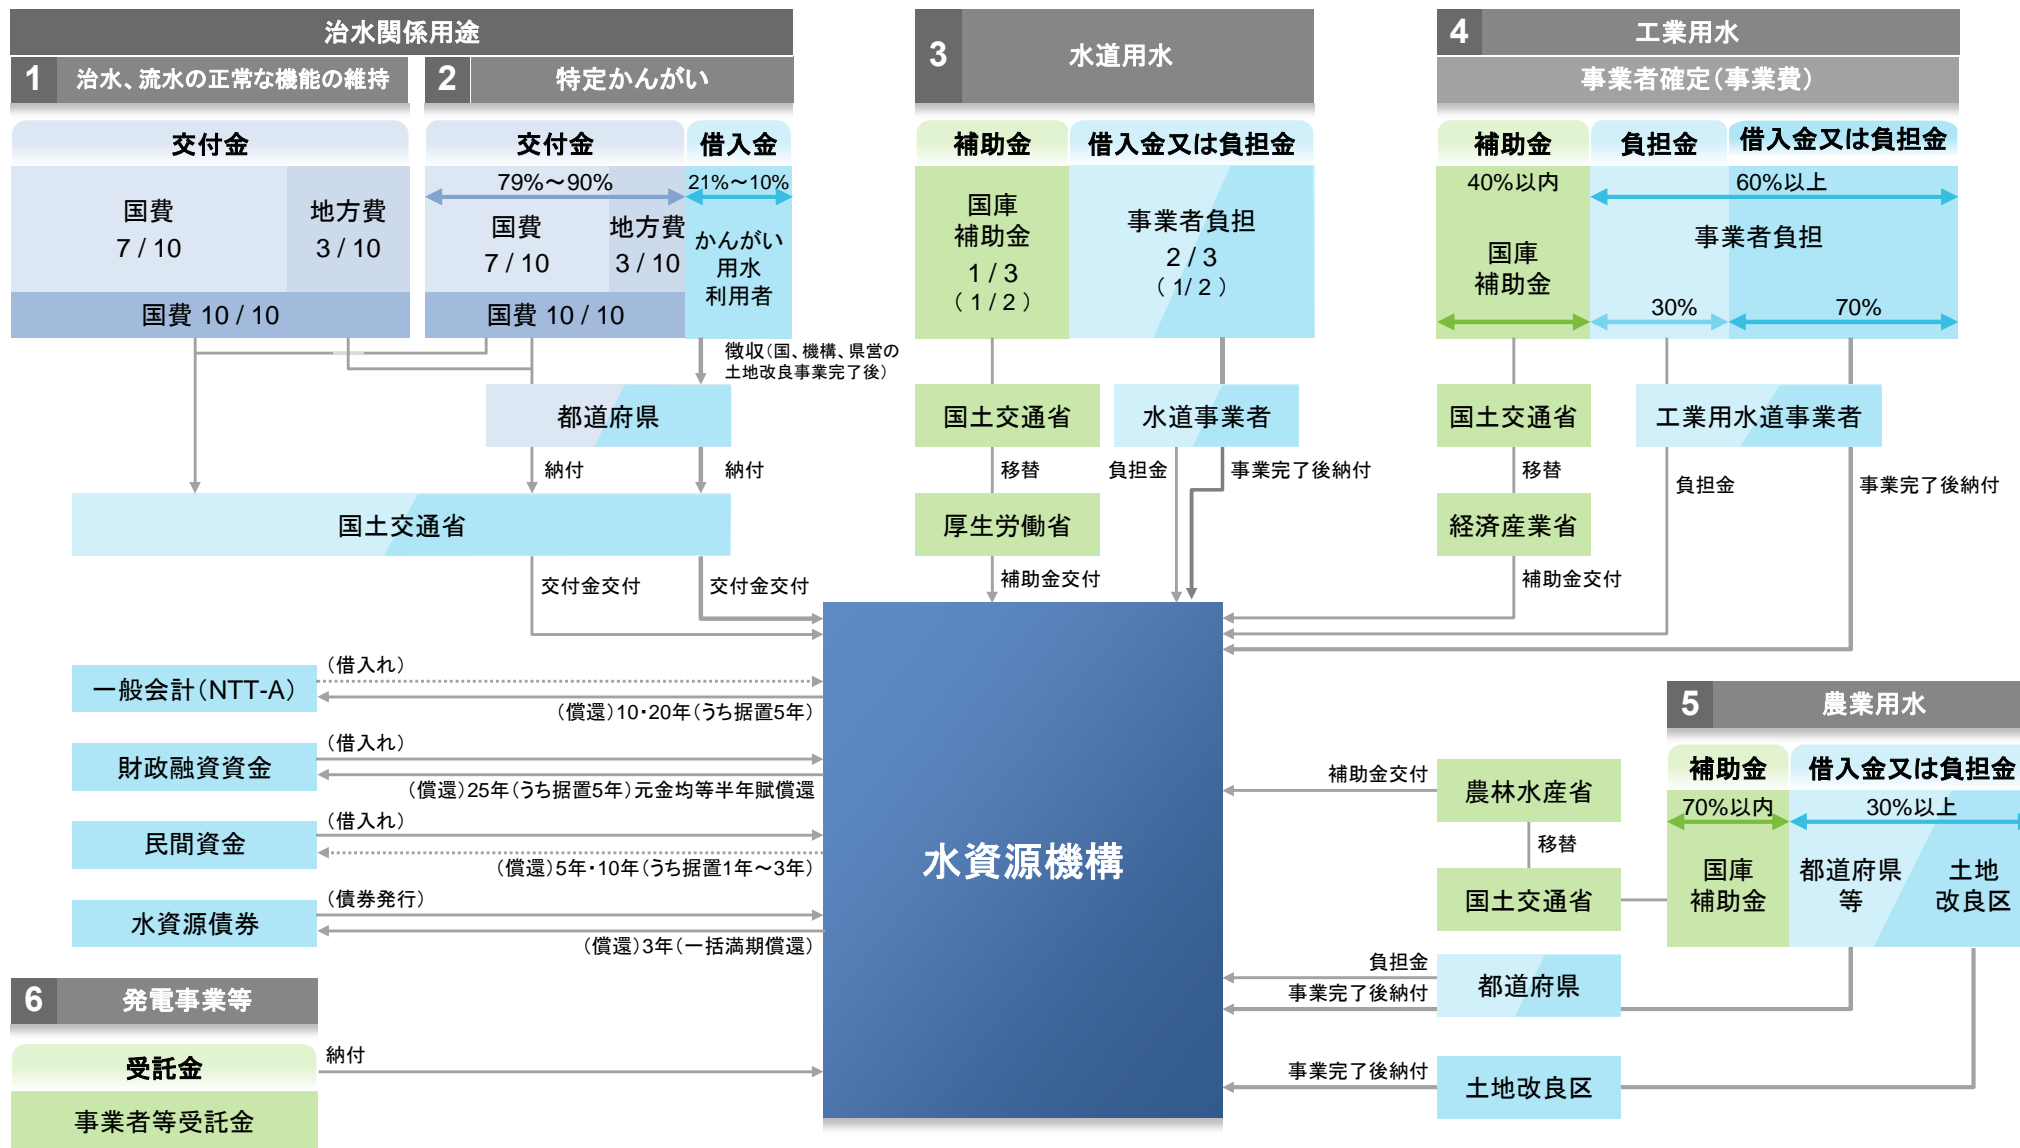 治水関係用途
1 治水、流水の正常な機能の維持
交付金
国費
7 / 10
地方費
3 / 10
国費 10 / 10
2 特定かんがい
交付金
借入金
79%～90%
21%～10%
国費
7 / 10
地方費
3 / 10
かんがい
用水
利用者
国費 10 / 10
徴収(国、機構、県営の
土地改良事業完了後)
都道府県
納付
納付
国土交通省
交付金交付
交付金交付
3 水道用水
補助金
借入金又は負担金
国庫
補助金
1 / 3
( 1 / 2 )
事業者負担
2 / 3
( 1/ 2 )
国土交通省
水道事業者
移替
負担金
事業完了後納付
厚生労働省
補助金交付
4 工業用水
事業者確定(事業費)
補助金
負担金
借入金又は負担金
40%以内
60%以上
国庫
補助金
事業者負担
30%
70%
国土交通省
工業用水道事業者
移替
負担金
事業完了後納付
経済産業省
補助金交付
水資源機構
一般会計(NTT-A)
(借入れ)
(償還)10・20年(うち据置5年)
財政融資資金
(借入れ)
(償還)25年(うち据置5年)元金均等半年賦償還
民間資金
(借入れ)
(償還)5年・10年(うち据置1年～3年)
水資源債券
(債券発行)
(償還)3年(一括満期償還)
5 農業用水
補助金
借入金又は負担金
70%以内
30%以上
国庫
補助金
都道府県
等
土地
改良区
補助金交付
農林水産省
移替
国土交通省
負担金
事業完了後納付
都道府県
事業完了後納付
土地改良区
6 発電事業等
受託金
事業者等受託金
納付